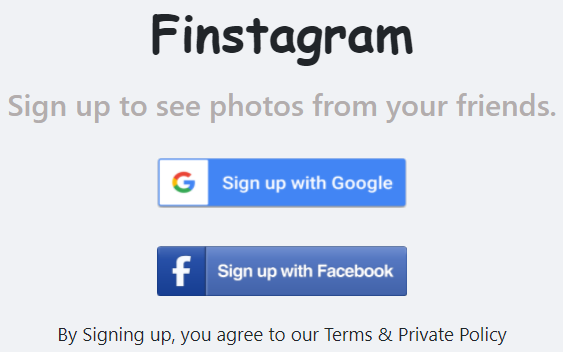 Finstagram
Sign up to see photos from your friends.
Sign up with Google
Sign up with Facebook
By Signing up, you agree to our Terms & Private Policy